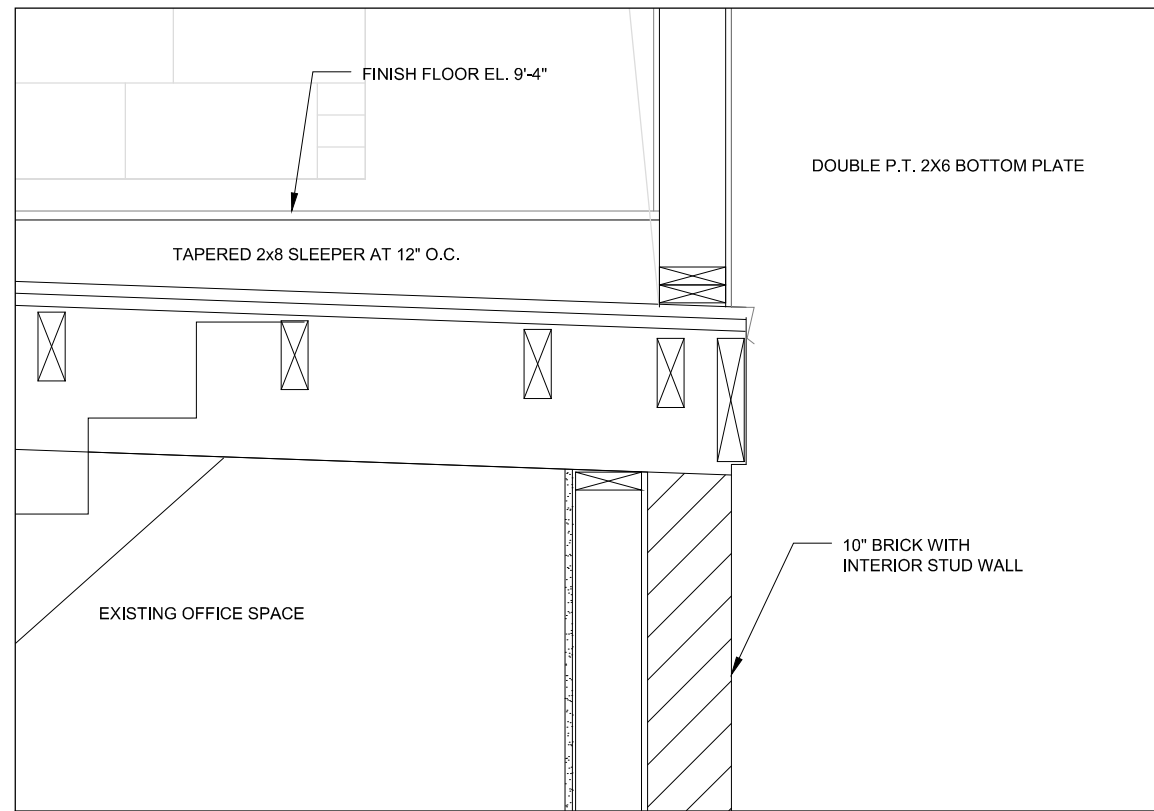 FINISH FLOOR EL. 9'-4"
DOUBLE P.T. 2X6 BOTTOM PLATE
TAPERED 2x8 SLEEPER AT 12" O.C.
10" BRICK WITH
INTERIOR STUD WALL
EXISTING OFFICE SPACE